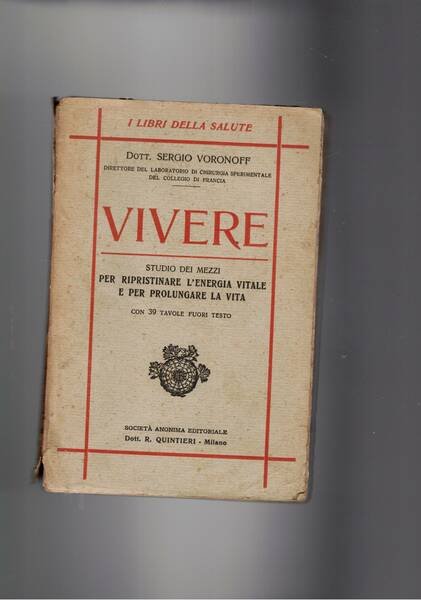 I LIBRI DELLA SALUTE
DOTT. SERGIO VORONOFF
DIRETTORE DEL LABORATORIO DI CHIRURGIA SPERIMENTALE
DEL COLLEGIO DI FRANCIA
VIVERE
STUDIO DEI MEZZI
PER RIPRISTINARE L'ENERGIA VITALE
E PER PROLUNGARE LA VITA
CON 39 TAVOLE FUORI TESTO
SOCIETÀ ANONIMA EDITORIALE
Dott. R. QUINTIERI - Milano